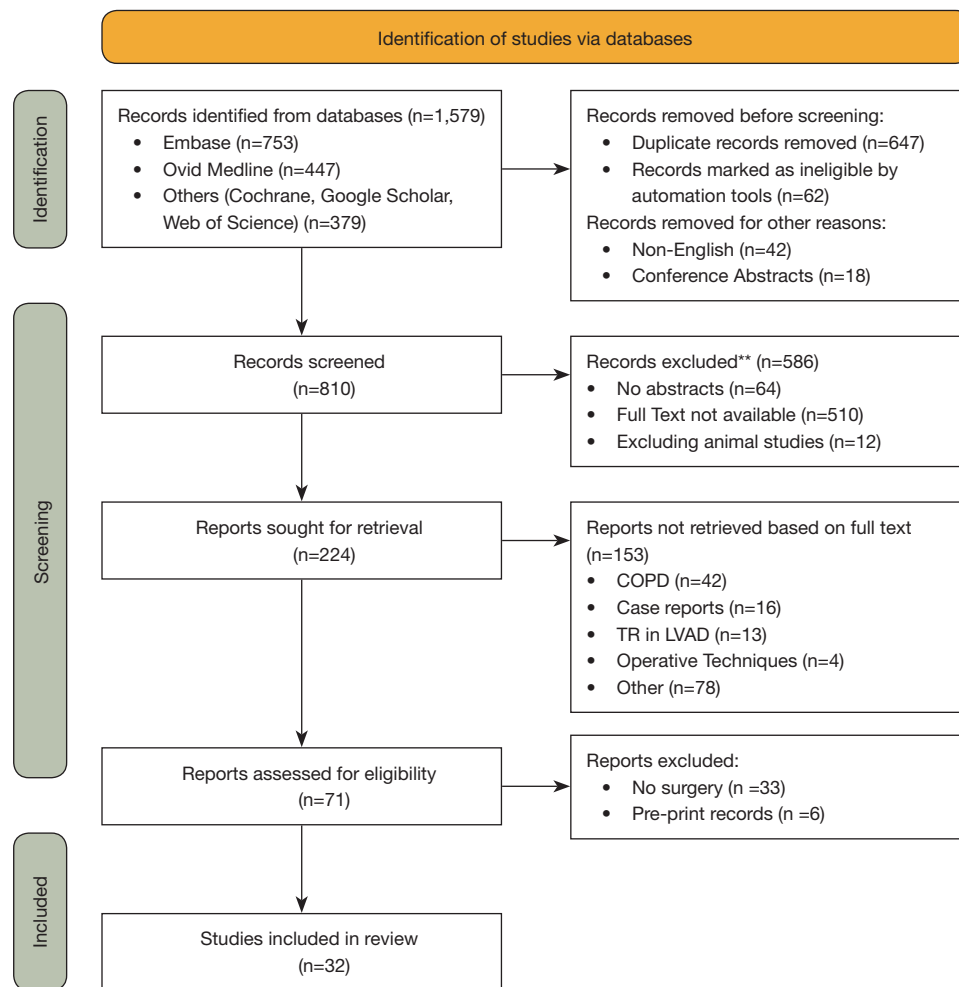 Identification of studies via databases
Identification
Records identified from databases (n=1,579)
• Embase (n=753)
• Ovid Medline (n=447)
• Others (Cochrane, Google Scholar,
Web of Science) (n=379)
Records removed before screening:
• Duplicate records removed (n=647)
• Records marked as ineligible by
automation tools (n=62)
Records removed for other reasons:
• Non-English (n=42)
• Conference Abstracts (n=18)
Screening
Records screened
(n=810)
Records excluded** (n=586)
• No abstracts (n=64)
• Full Text not available (n=510)
• Excluding animal studies (n=12)
Reports sought for retrieval
(n=224)
Reports not retrieved based on full text
(n=153)
• COPD (n=42)
• Case reports (n=16)
• TR in LVAD (n=13)
• Operative Techniques (n=4)
• Other (n=78)
Reports assessed for eligibility
(n=71)
Reports excluded:
• No surgery (n =33)
• Pre-print records (n =6)
Included
Studies included in review
(n=32)